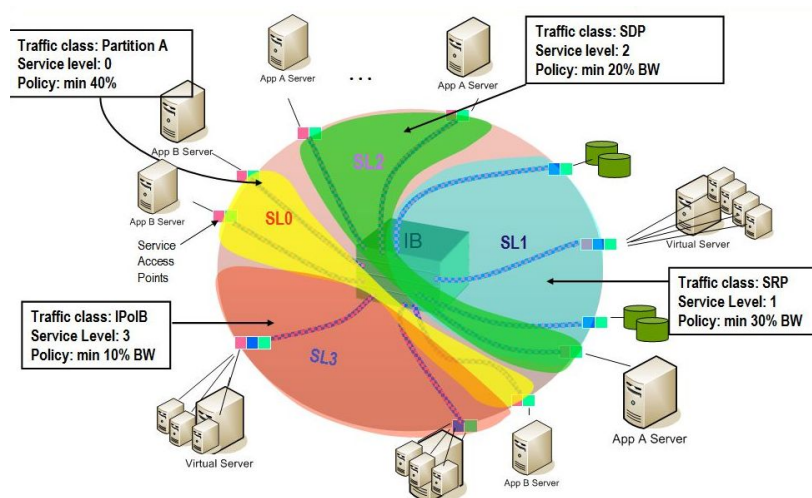 Traffic class: Partition A
Service level: 0
Policy: min 40%
App A Server
...
App A Server
Traffic class: SDP
Service level: 2
Policy: min 20% BW
App B Server
App B Server
Service
Access
Points
SL2
SL0
IB
SL1
Virtual Server
Traffic class: SRP
Service Level: 1
Policy: min 30% BW
Traffic class: IPoIB
Service Level: 3
Policy: min 10% BW
SL3
Virtual Server
App B Server
App A Server